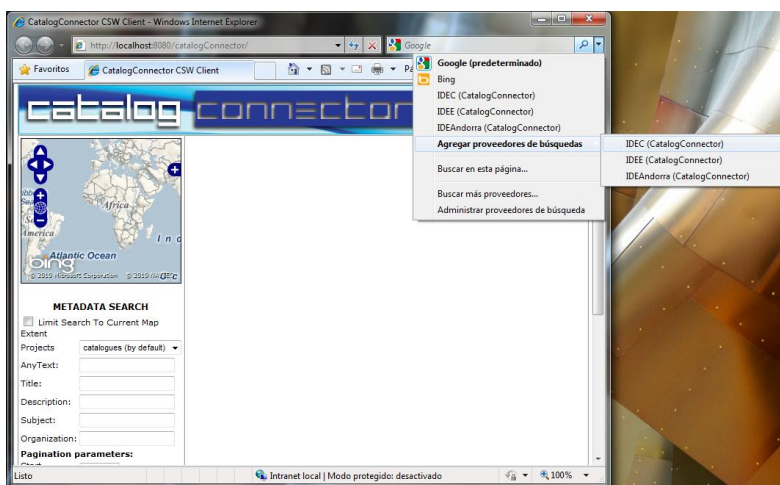 CatalogConnector CSW Client - Windows Internet Explorer
http://localhost:8080/catalogConnector/
Google
Favoritos
CatalogConnector CSW Client
catalog connector
Google (predeterminado)
Bing
IDEC (CatalogConnector)
IDEE (CatalogConnector)
IDEAndorra (CatalogConnector)
Agregar proveedores de búsquedas
Buscar en esta página...
Buscar más proveedores...
Administrar proveedores de búsqueda
IDEC (CatalogConnector)
IDEE (CatalogConnector)
IDEAndorra (CatalogConnector)
Africa
America
Atlantic Ocean
bing
METADATA SEARCH
Limit Search To Current Map
Extent
Projects
catalogues (by default)
AnyText:
Title:
Description:
Subject:
Organization:
Pagination parameters:
Listo
Intranet local | Modo protegido: desactivado
100%